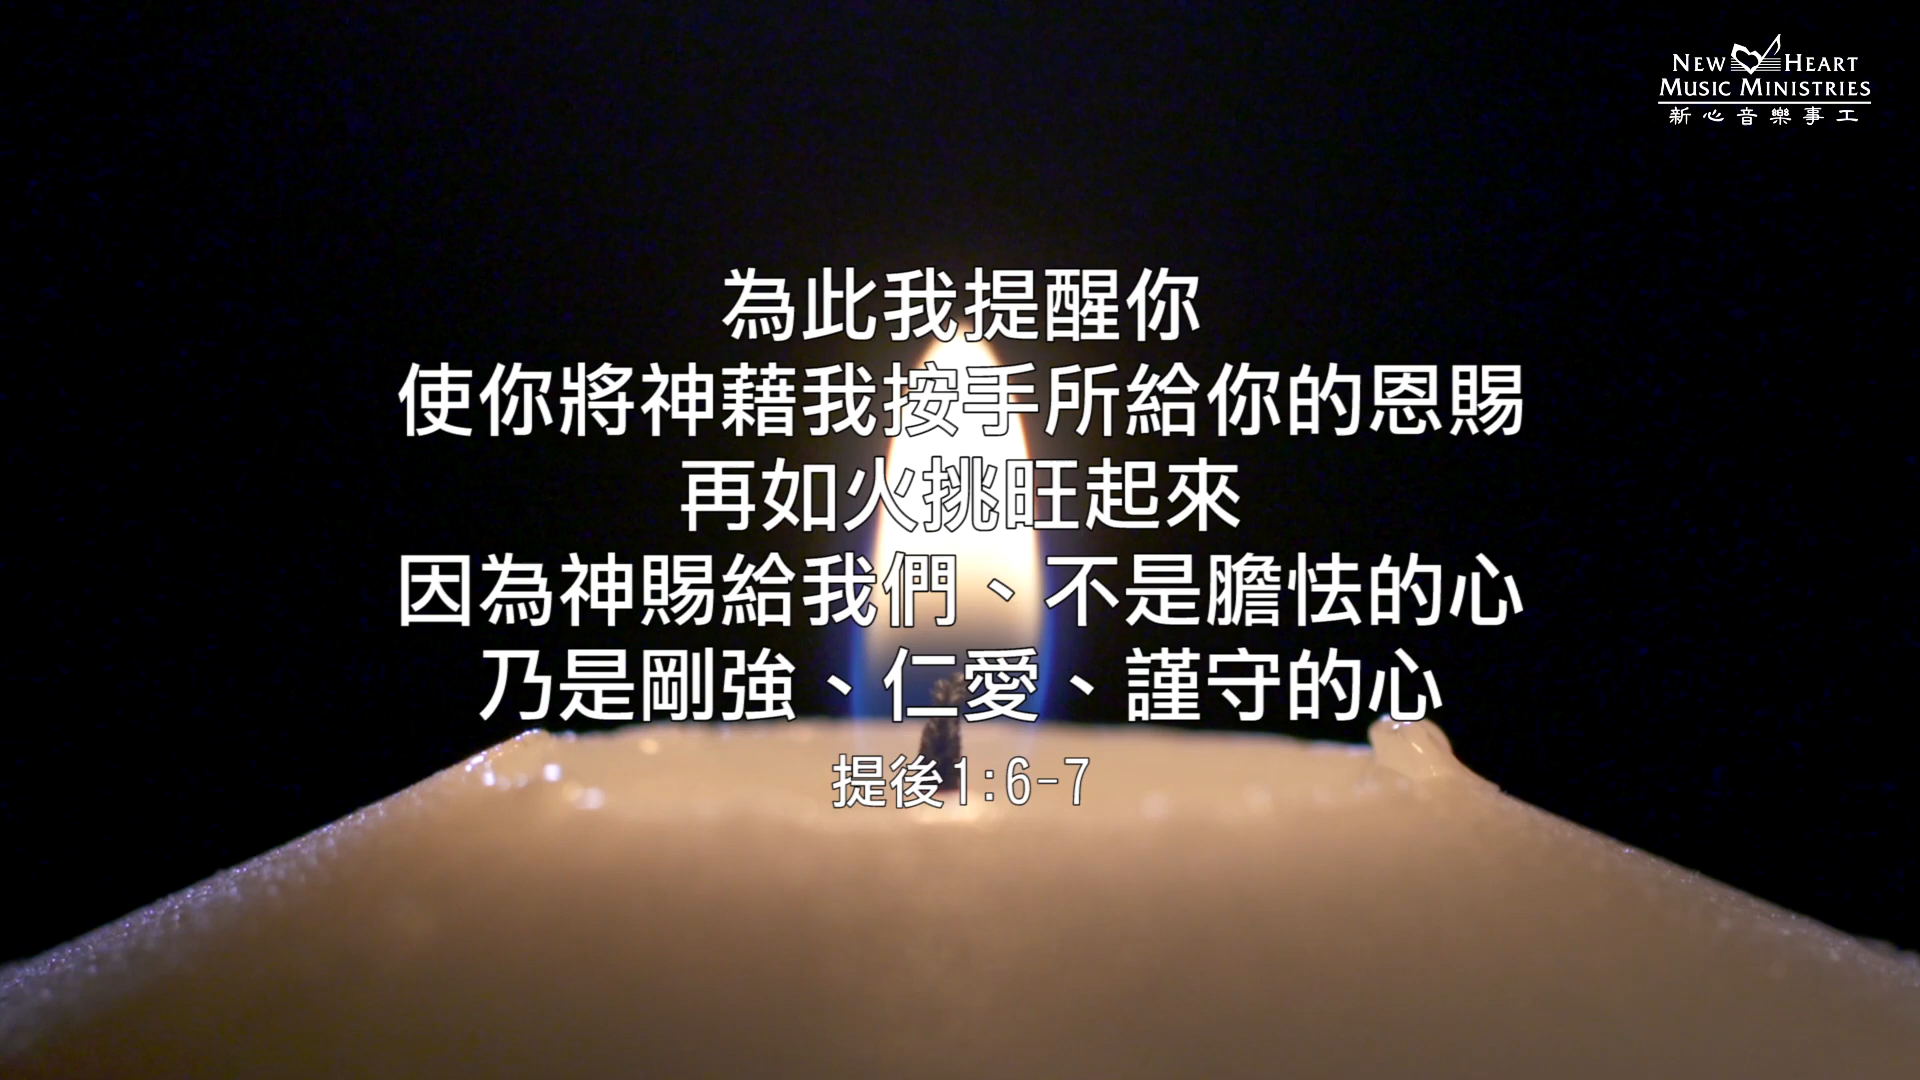 NEW HEART
MUSIC MINISTRIES
新心音樂事工
為此我提醒你
使你將神藉我按手所給你的恩賜
再如火挑旺起來
因為神賜給我們、不是膽怯的心
乃是剛強、仁愛、謹守的心
提後1:6-7